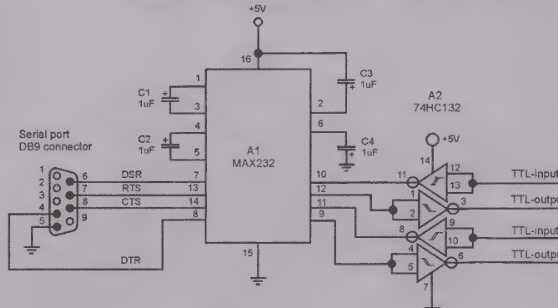 +5V
16
C1
1uF
1
3
C2
1uF
4
5
C3
1uF
2
6
C4
1uF
A1
MAX232
A2
74HC132
+5V
14
Serial port
DB9 connector
1
2
3
4
5
6
7
8
9
DSR
RTS
CTS
DTR
7
13
14
8
10
12
11
9
15
11
12
13
TTL-input
1
2
3
TTL-outpu
8
9
10
TTL-input
4
5
6
TTL-outpu
7